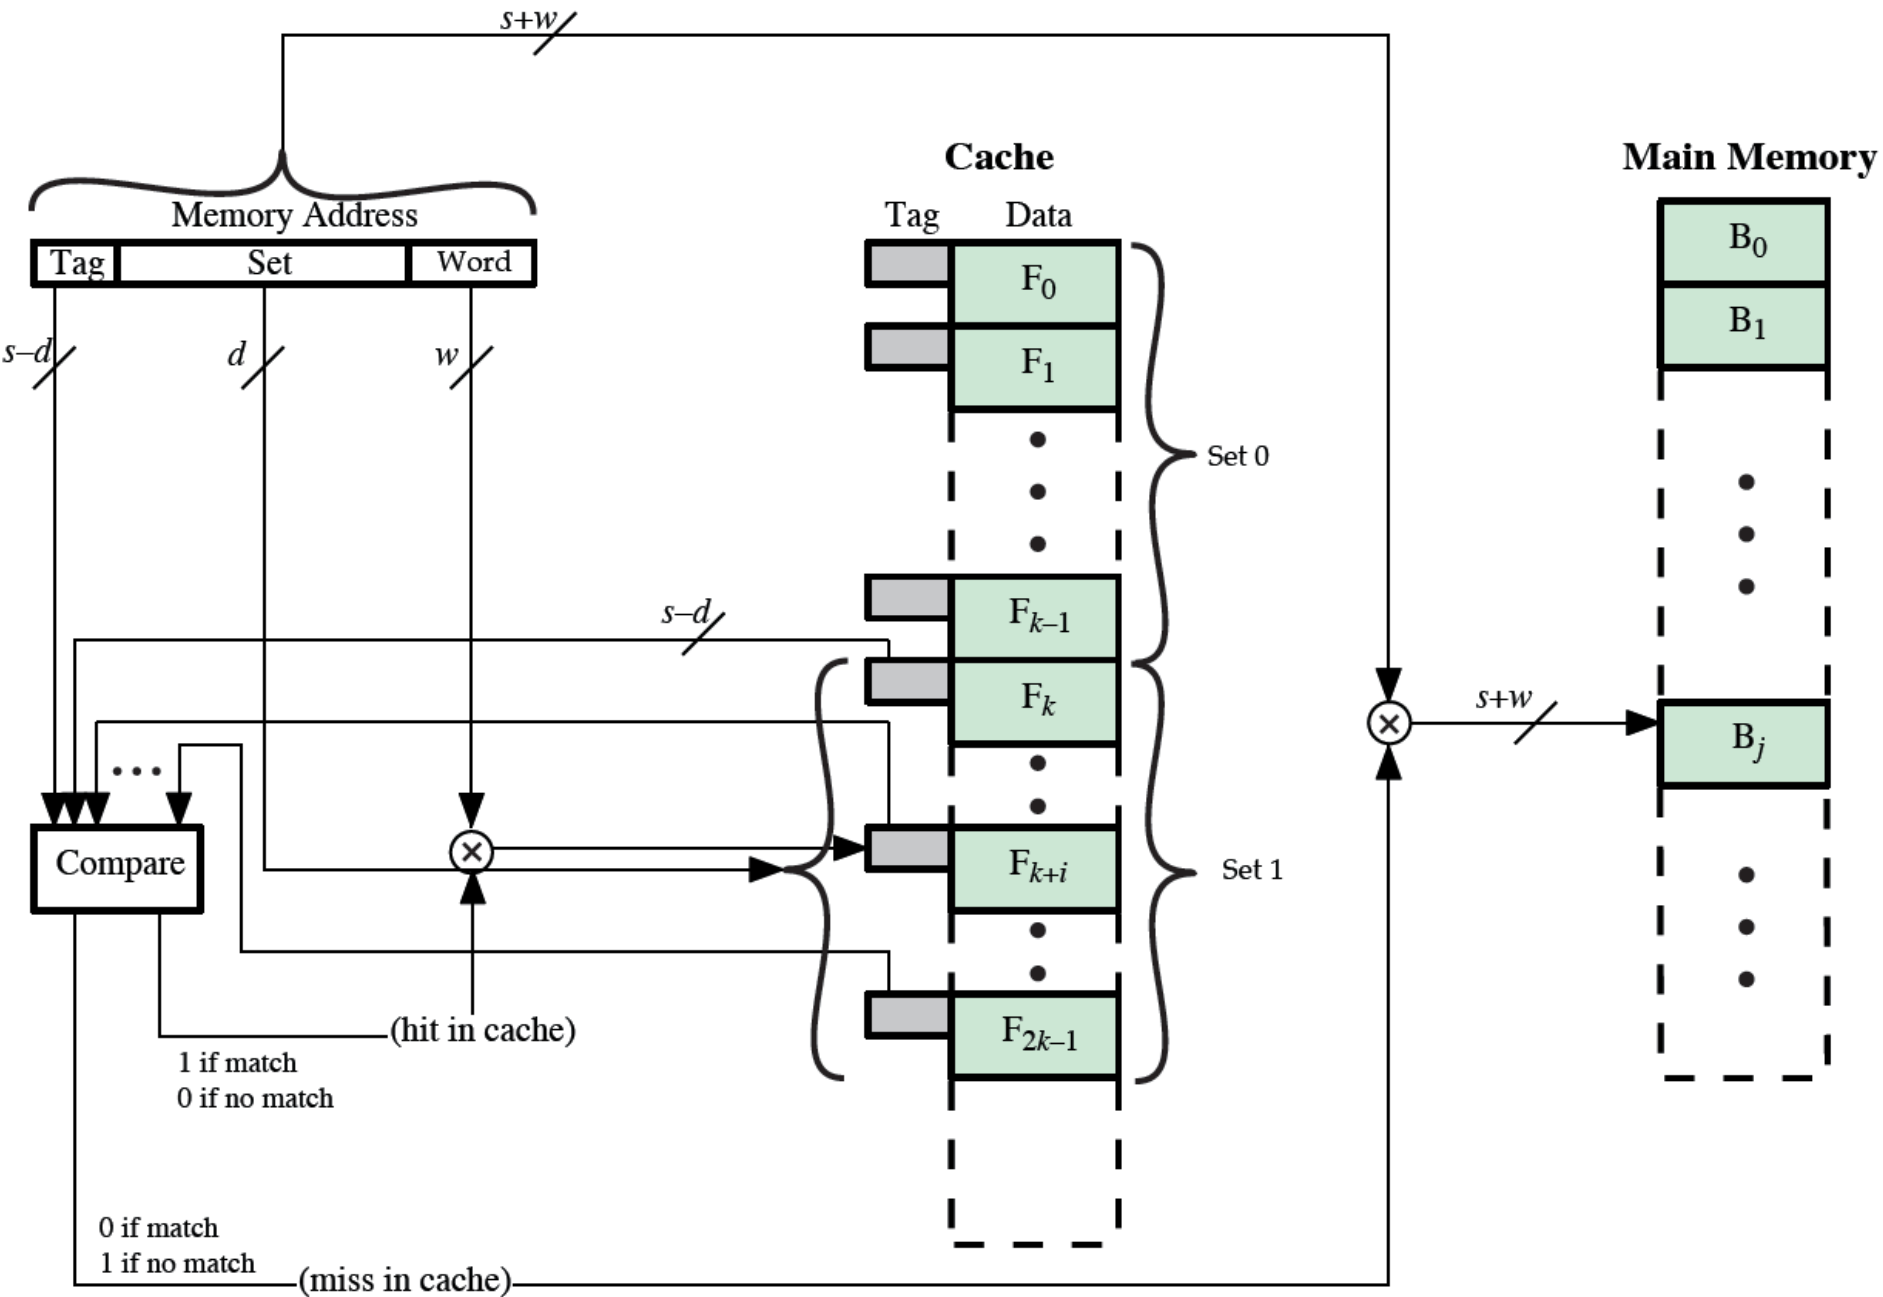 s+w
Cache
Main Memory
Memory Address
Tag Data
Tag Set Word
B0
F0
B1
s–d d w
F1
Set 0
s–d
Fk–1
Fk
s+w
Bj
Compare
Fk+i
Set 1
(hit in cache)
F2k–1
1 if match
0 if no match
0 if match
1 if no match
(miss in cache)